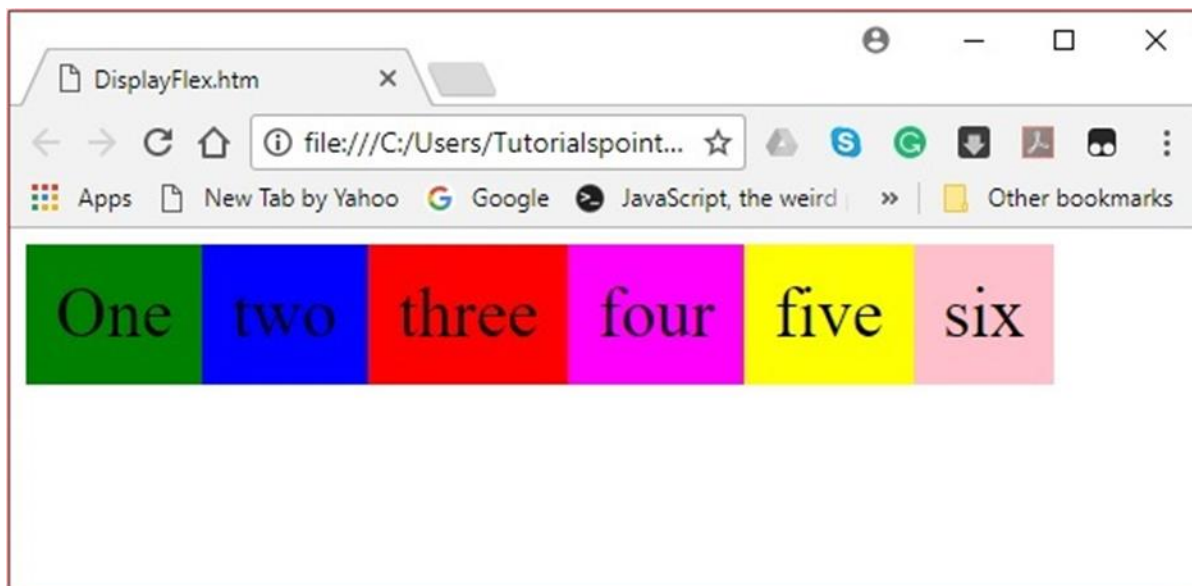 DisplayFlex.htm
file:///C:/Users/Tutorialspoint...
Apps New Tab by Yahoo Google JavaScript, the weird » Other bookmarks
One two three four five six